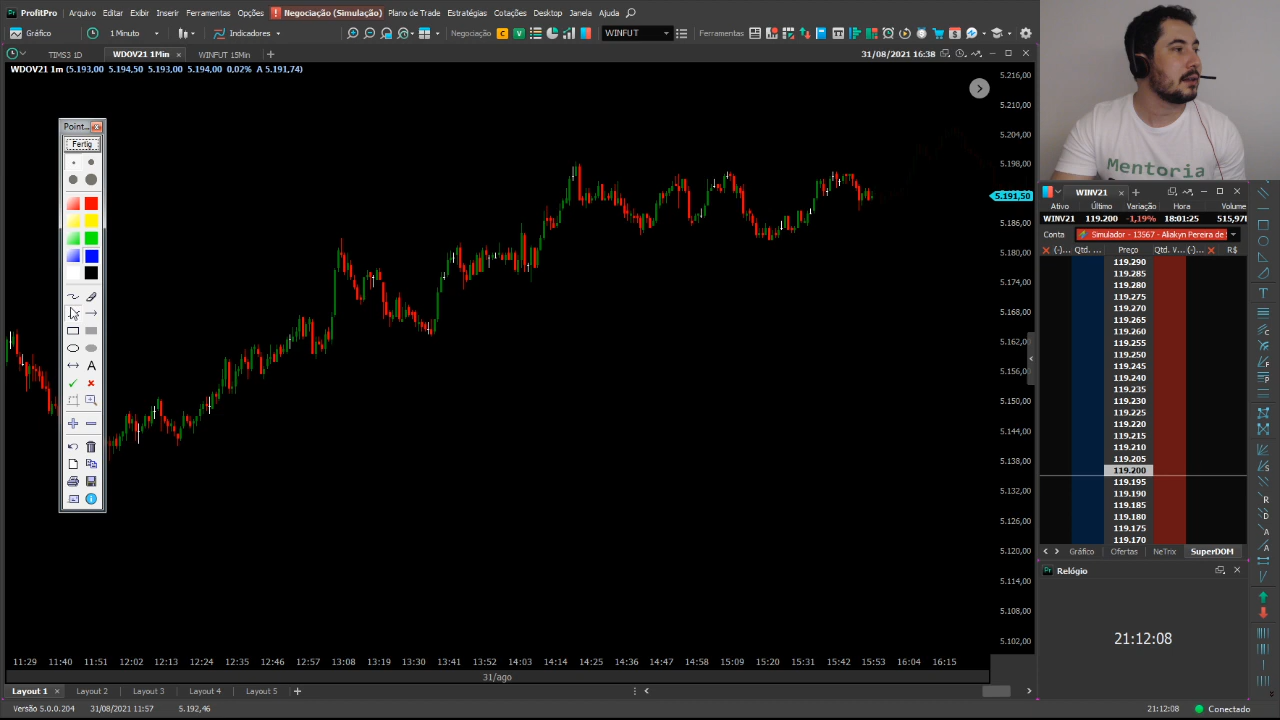 ProfitPro Arquivo Editar Exibir Inserir Ferramentas Opções Negociação (Simulação) Plano de Trade Estratégias Cotações Desktop Janela Ajuda
Gráfico 1 Minuto Indicadores Negociação C V WINFUT Ferramentas
TIMS3 1D WDOV21 1Min WINFUT 15Min 31/08/2021 16:38
WDOV21 1m (5.193,00 5.194,50 5.193,00 5.194,00 0,02% A 5.191,74)
5.216,00
5.210,00
5.204,00
5.198,00
5.191,50
5.186,00
5.180,00
5.174,00
5.168,00
5.162,00
5.156,00
5.150,00
5.144,00
5.138,00
5.132,00
5.126,00
5.120,00
5.114,00
5.108,00
5.102,00
Point...
Fertig
A
11:29 11:40 11:51 12:02 12:13 12:24 12:35 12:46 12:57 13:08 13:19 13:30 13:41 13:52 14:03 14:14 14:25 14:36 14:47 14:58 15:09 15:20 15:31 15:42 15:53 16:04 16:15
31/ago
Layout 1 Layout 2 Layout 3 Layout 4 Layout 5
Versão 5.0.0.204 31/08/2021 11:57 5.192,46
Mentoria
WINV21
Ativo Último Variação Hora Volume
WINV21 119.200 -1,19% 18:01:25
Conta Simulador - 13567 - Aliakyn Pereira de
(-)... Qtd. ... Preço Qtd. V... (-)... R$
119.290
119.285
119.280
119.275
119.270
119.265
119.260
119.255
119.250
119.245
119.240
119.235
119.230
119.225
119.220
119.215
119.210
119.205
119.200
119.195
119.190
119.185
119.180
119.175
119.170
Gráfico Ofertas NeTrix SuperDOM
Relógio
21:12:08
21:12:08 Conectado